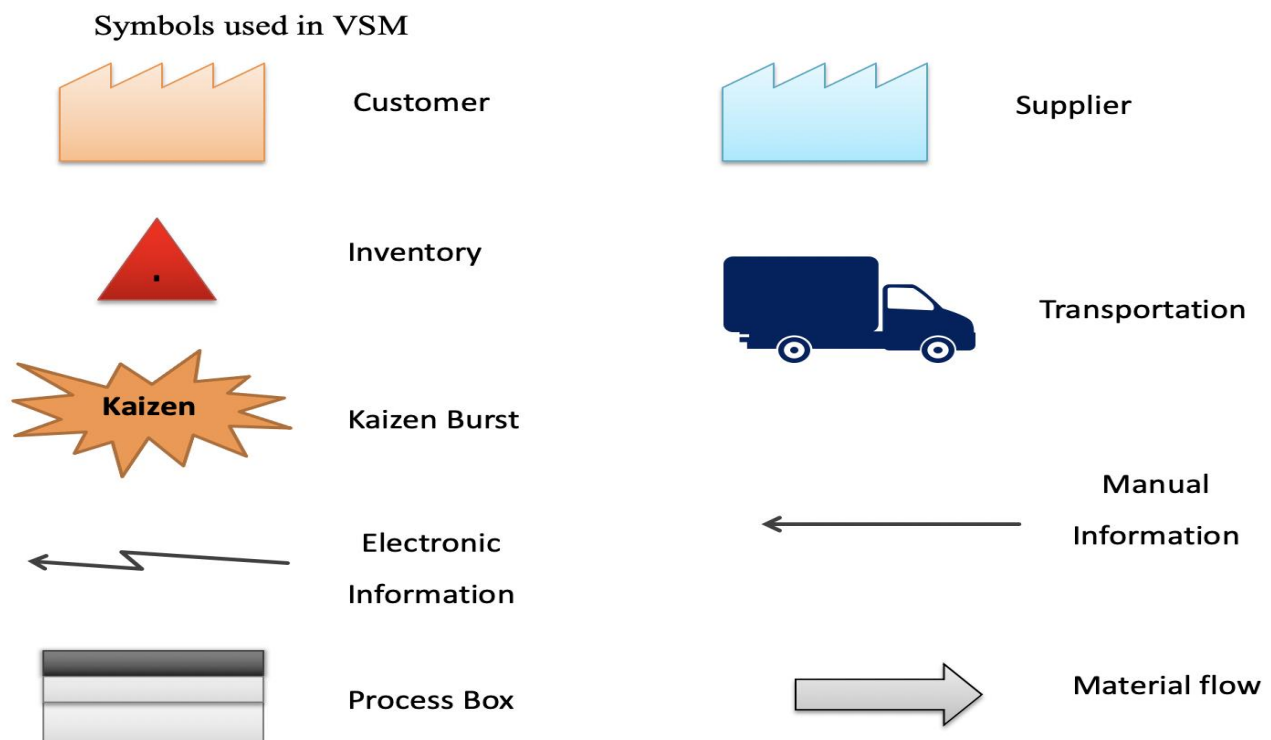 Symbols used in VSM
Customer
Supplier
Inventory
Transportation
Kaizen
Kaizen Burst
Manual
Information
Electronic
Information
Process Box
Material flow